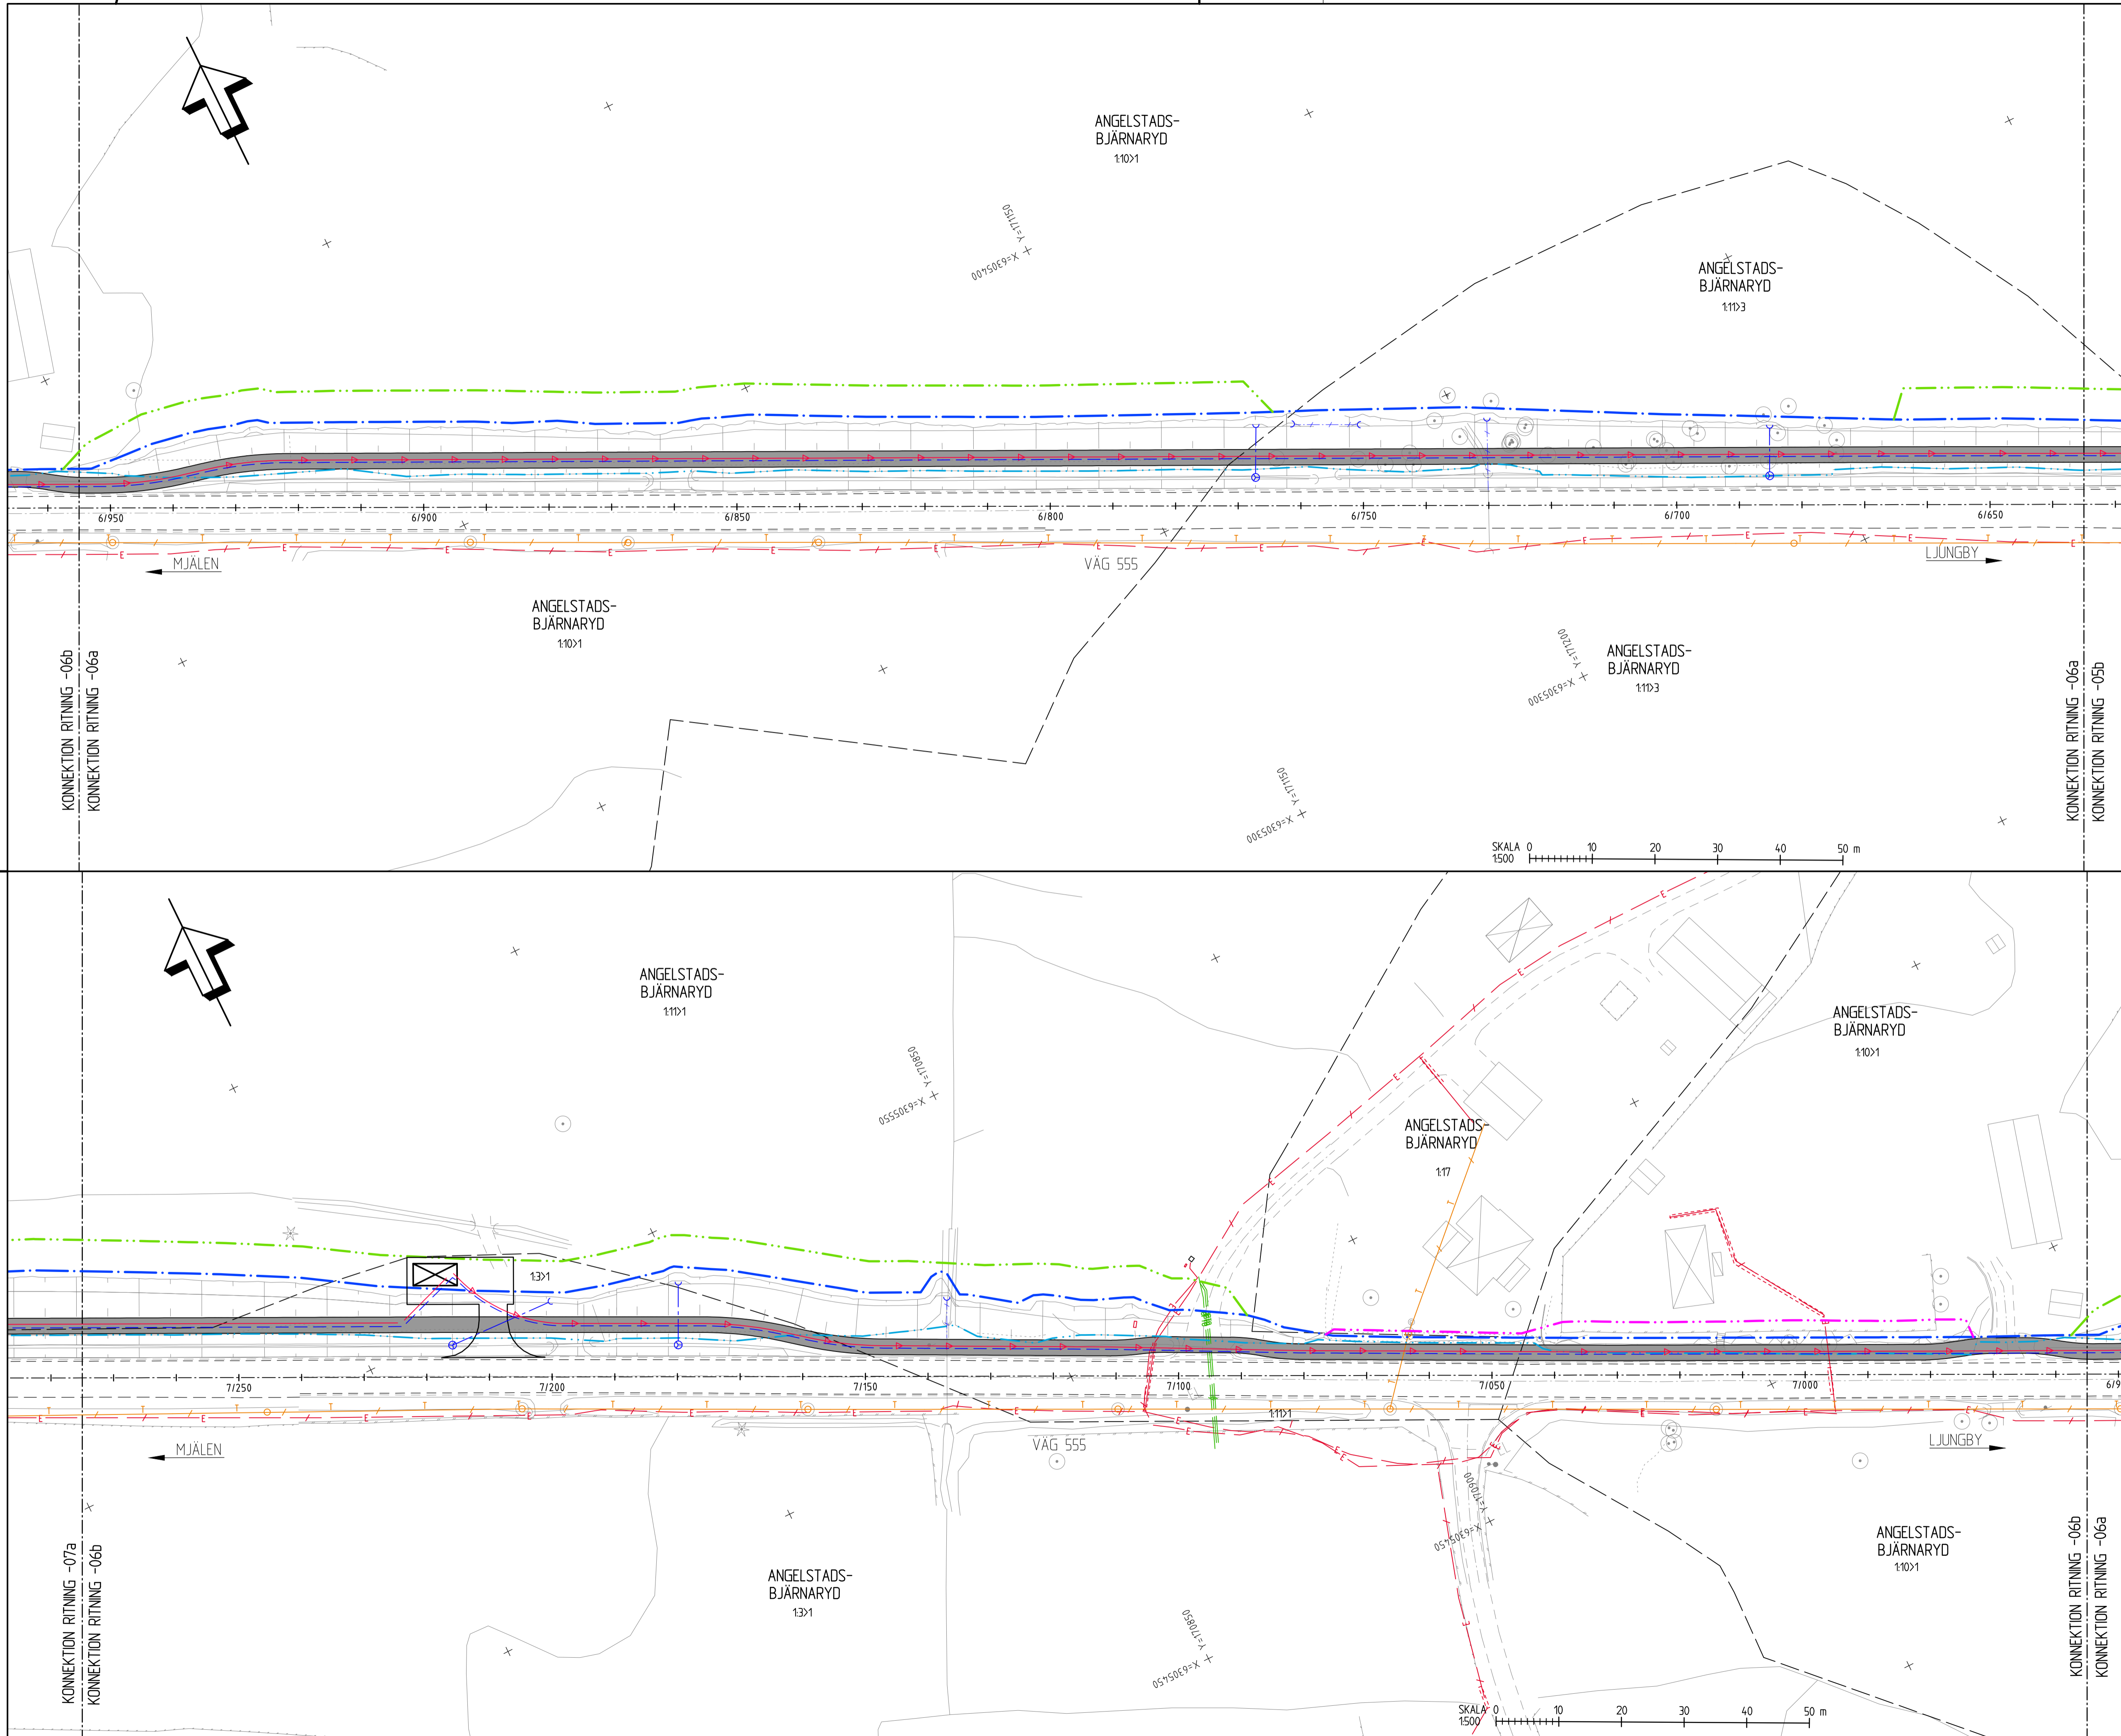 ANGELSTADS-
BJÄRNARYD
1:10>1
Y=171150
X=6305400
ANGELSTADS-
BJÄRNARYD
1:11>3
6/950
6/900
6/850
6/800
6/750
6/700
6/650
MJÄLEN
VÄG 555
LJUNGBY
ANGELSTADS-
BJÄRNARYD
1:10>1
ANGELSTADS-
BJÄRNARYD
1:11>3
Y=171200
X=6305300
Y=171150
X=6305300
KONNEKTION RITNING -06b
KONNEKTION RITNING -06a
KONNEKTION RITNING -06a
KONNEKTION RITNING -05b
SKALA 0 10 20 30 40 50 m
1:500
ANGELSTADS-
BJÄRNARYD
1:11>1
Y=170850
X=6305550
ANGELSTADS-
BJÄRNARYD
1:10>1
ANGELSTADS-
BJÄRNARYD
1:17
1:3>1
7/250
7/200
7/150
7/100
7/050
7/000
6/9
1:11>1
MJÄLEN
VÄG 555
LJUNGBY
Y=170900
X=6305450
ANGELSTADS-
BJÄRNARYD
1:10>1
ANGELSTADS-
BJÄRNARYD
1:3>1
Y=170850
X=6305450
KONNEKTION RITNING -07a
KONNEKTION RITNING -06b
KONNEKTION RITNING -06b
KONNEKTION RITNING -06a
SKALA 0 10 20 30 40 50 m
1:500